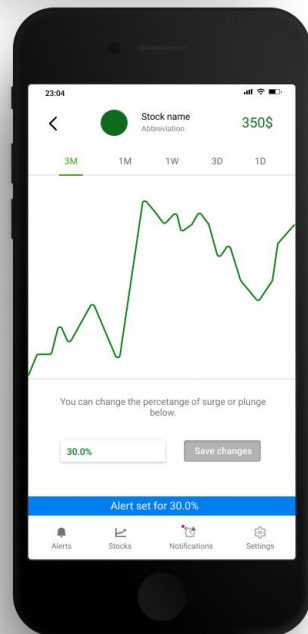 23:04
Stock name
Abbreviation
350$
3M 1M 1W 3D 1D
You can change the percetange of surge or plunge
below.
30.0%
Save changes
Alert set for 30.0%
Alerts Stocks Notifications Settings